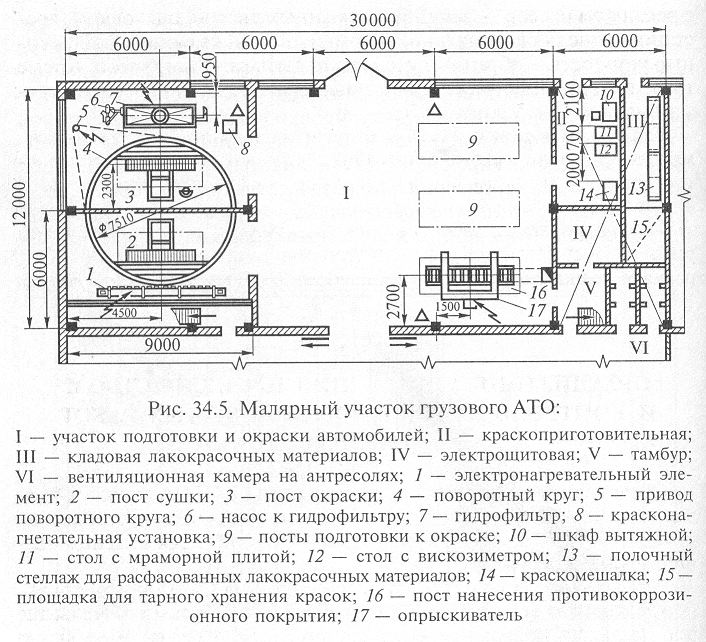 30 000
6000 6000 6000 6000 6000
950
2100
700
2000
12 000
6000
2300
Ф7510
4500
9000
2700
1500
I
II
III
IV
V
VI
1
2
3
4
5
6
7
8
9
9
10
11
12
13
14
15
16
17
Рис. 34.5. Малярный участок грузового АТО:
I — участок подготовки и окраски автомобилей; II — краскоприготовительная;
III — кладовая лакокрасочных материалов; IV — электрощитовая; V — тамбур;
VI — вентиляционная камера на антресолях; 1 — электронагревательный эле-
мент; 2 — пост сушки; 3 — пост окраски; 4 — поворотный круг; 5 — привод
поворотного круга; 6 — насос к гидрофильтру; 7 — гидрофильтр; 8 — краскона-
гнетательная установка; 9 — посты подготовки к окраске; 10 — шкаф вытяжной;
11 — стол с мраморной плитой; 12 — стол с вискозиметром; 13 — полочный
стеллаж для расфасованных лакокрасочных материалов; 14 — краскомешалка; 15 —
площадка для тарного хранения красок; 16 — пост нанесения противокоррози-
онного покрытия; 17 — опрыскиватель